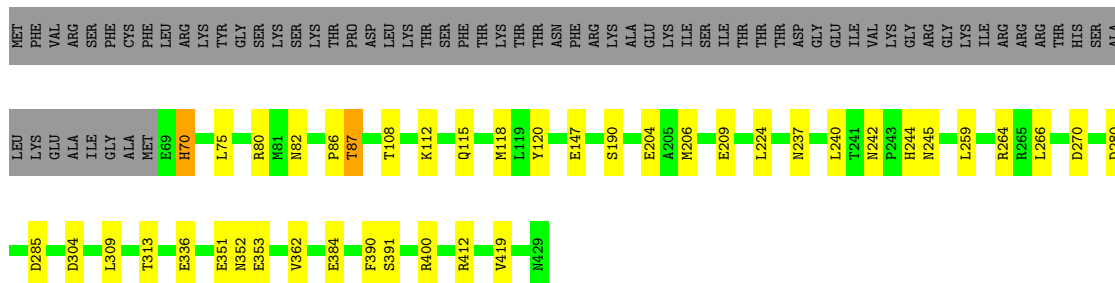 MET PHE VAL ARG SER PHE CYS PHE LEU ARG LYS TYR GLY SER LYS SER LYS THR PRO ASP LEU LYS THR SER PHE THR LYS THR THR ASN PHE ARG LYS ALA GLU LYS ILE SER ILE THR THR THR ASP GLY GLU ILE VAL LYS GLY ARG GLY LYS ILE ARG ARG ARG THR HIS SER ALA
LEU LYS GLU ALA ILE GLY ALA MET E69 H70 L75 R80 M81 N82 P86 T87 T108 K112 Q115 M118 L119 Y120 E147 S190 E204 A205 M206 E209 L224 N237 L240 T241 N242 P243 H244 N245 L259 R264 R265 L266 D270
D285 D304 L309 T313 E336 E351 N352 E353 V362 E384 F390 S391 R400 R412 V419 N429